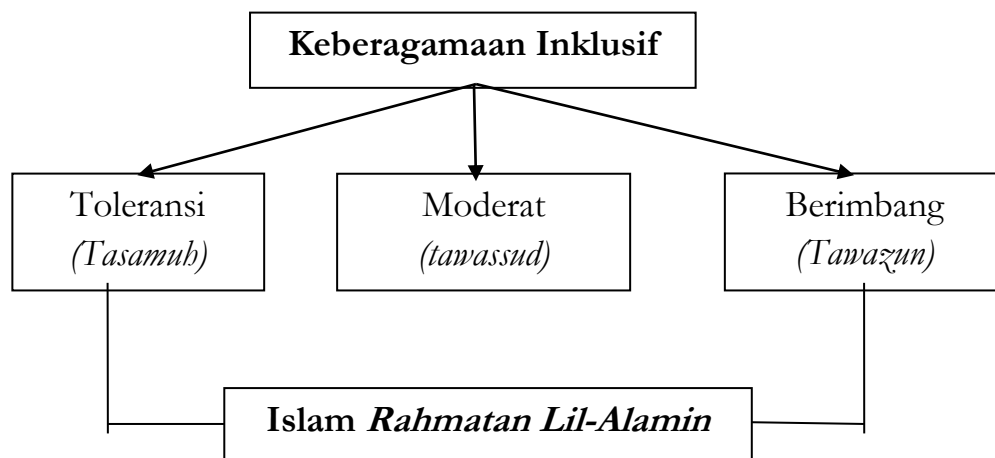 Keberagamaan Inklusif
Toleransi
(Tasamuh)
Moderat
(tawassud)
Berimbang
(Tawazun)
Islam Rahmatan Lil-Alamin